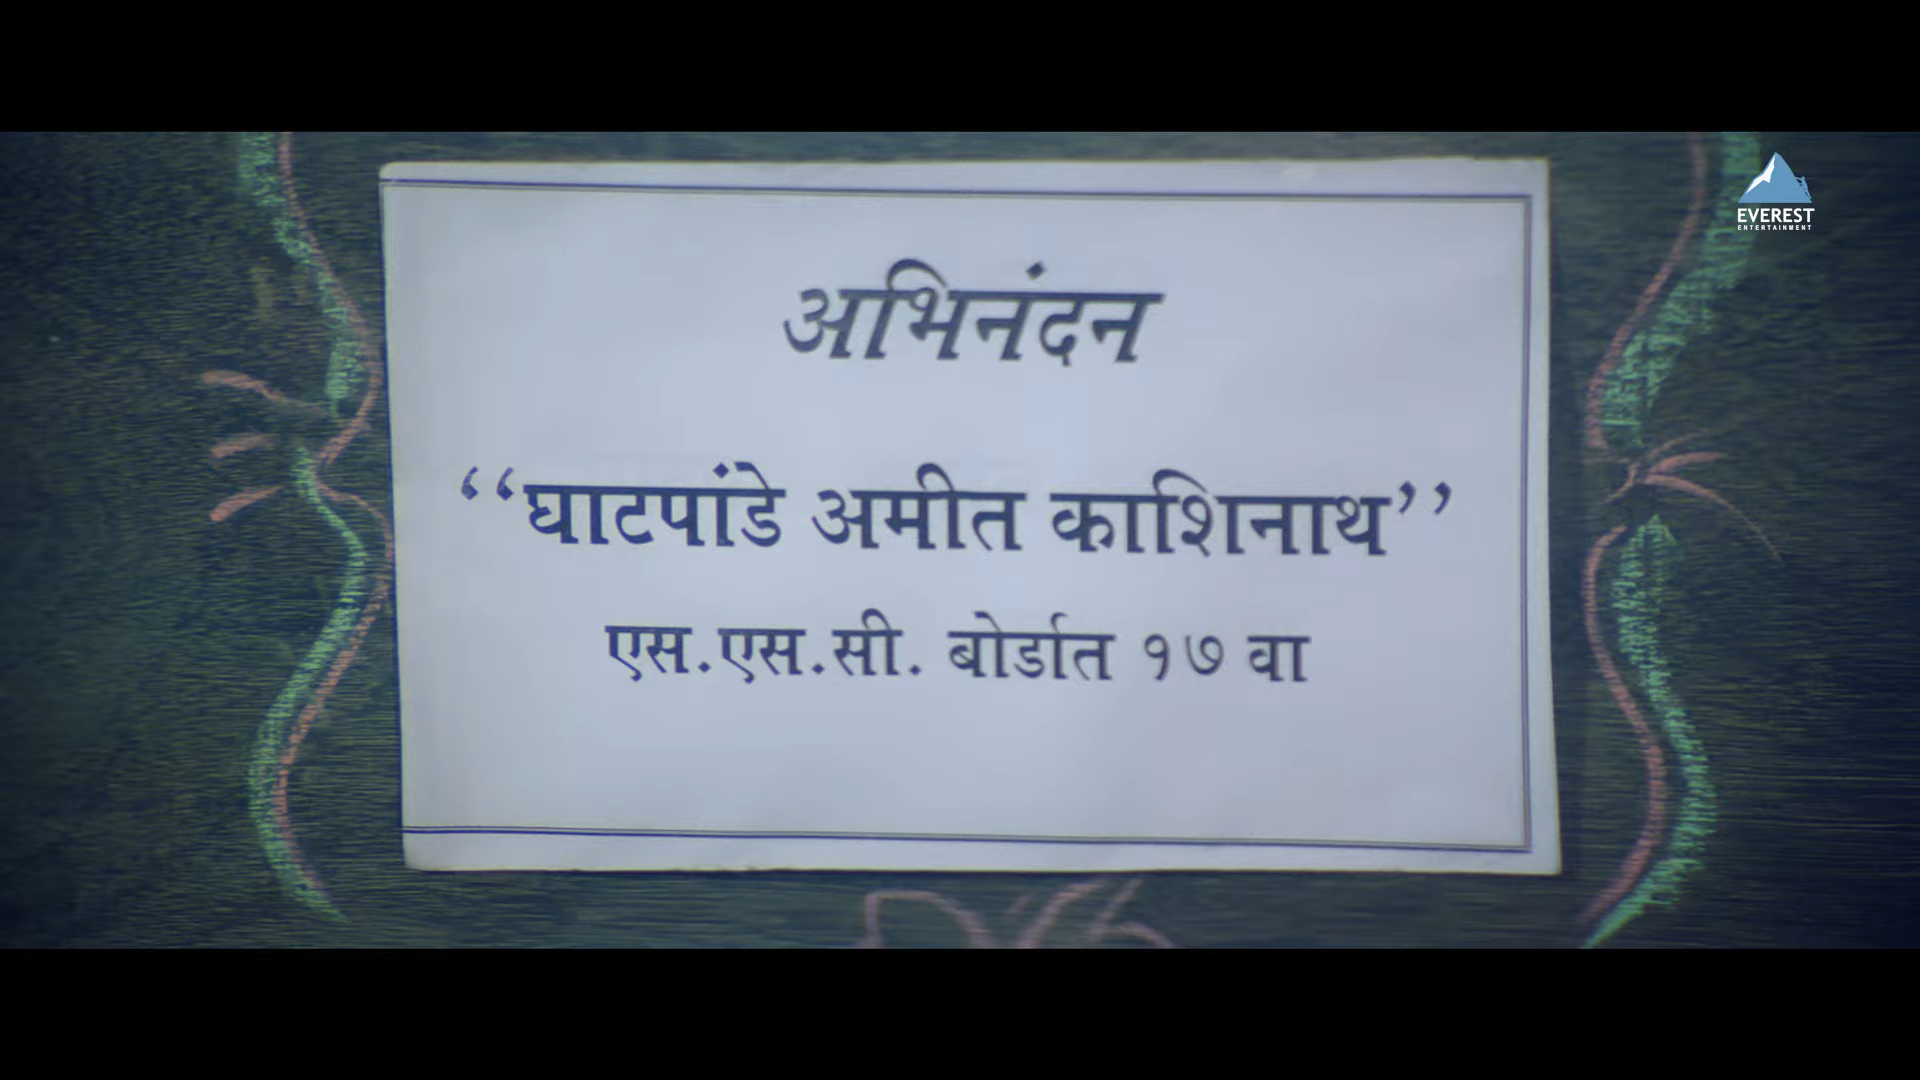 EVEREST
ENTERTAINMENT
अभिनंदन
‘‘घाटपांडे अमीत काशिनाथ’’
एस.एस.सी. बोर्डात १७ वा